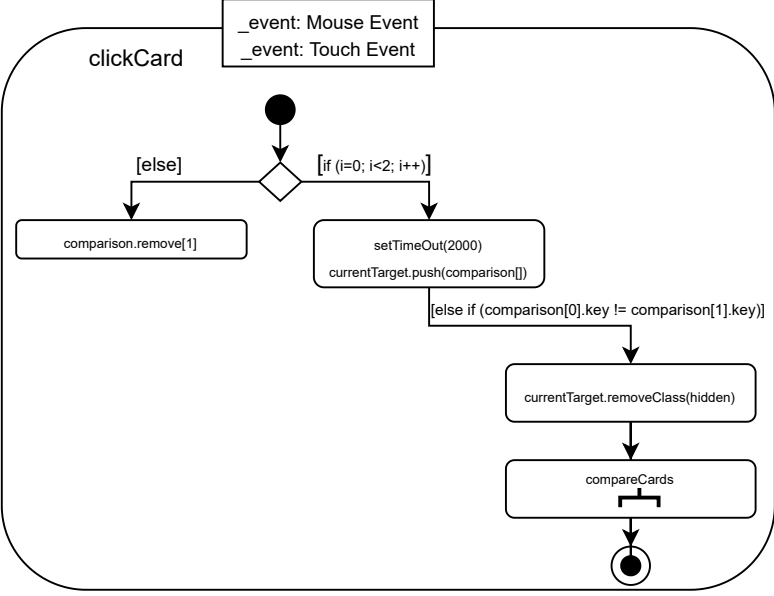 _event: Mouse Event
_event: Touch Event
clickCard
[else]
[if (i=0; i<2; i++)]
comparison.remove[1]
setTimeOut(2000)
currentTarget.push(comparison[])
[else if (comparison[0].key != comparison[1].key)]
currentTarget.removeClass(hidden)
compareCards